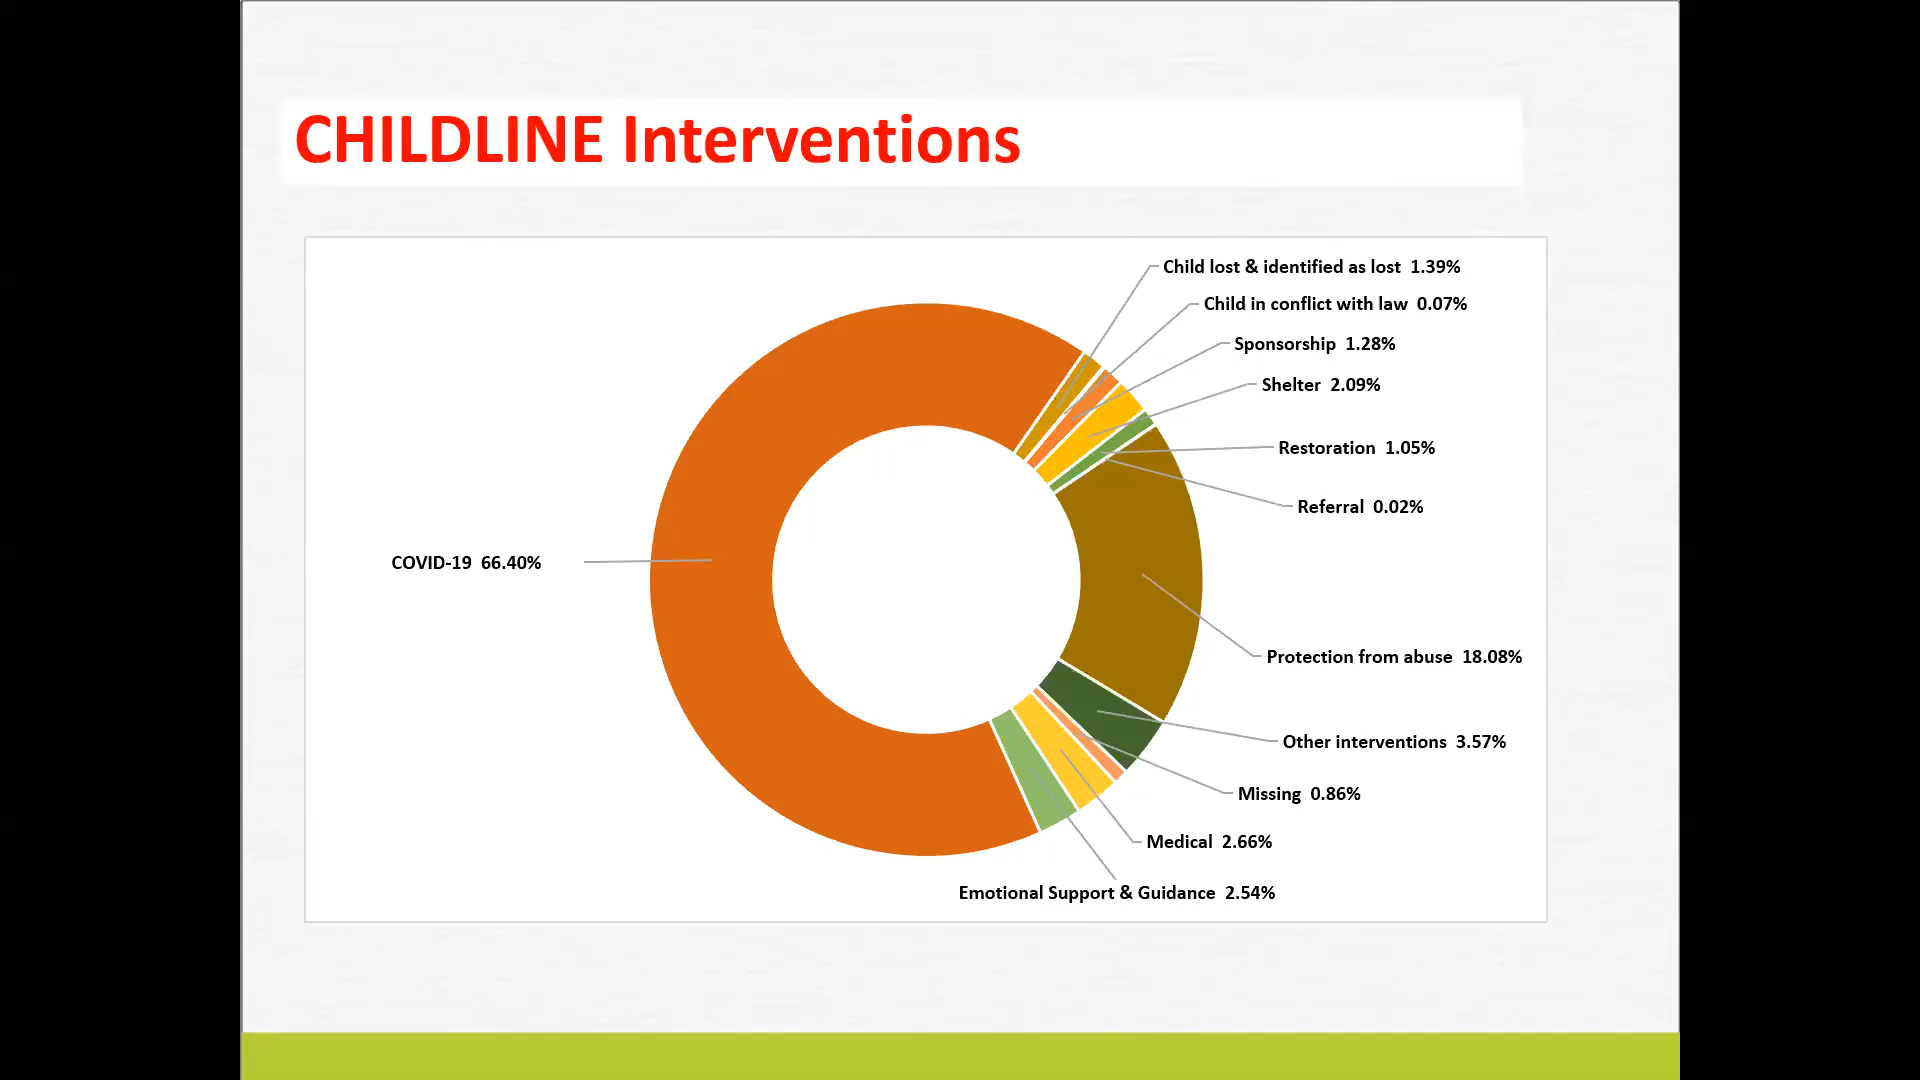 CHILDLINE Interventions
Child lost & identified as lost 1.39%
Child in conflict with law 0.07%
Sponsorship 1.28%
Shelter 2.09%
Restoration 1.05%
Referral 0.02%
COVID-19 66.40%
Protection from abuse 18.08%
Other interventions 3.57%
Missing 0.86%
Medical 2.66%
Emotional Support & Guidance 2.54%